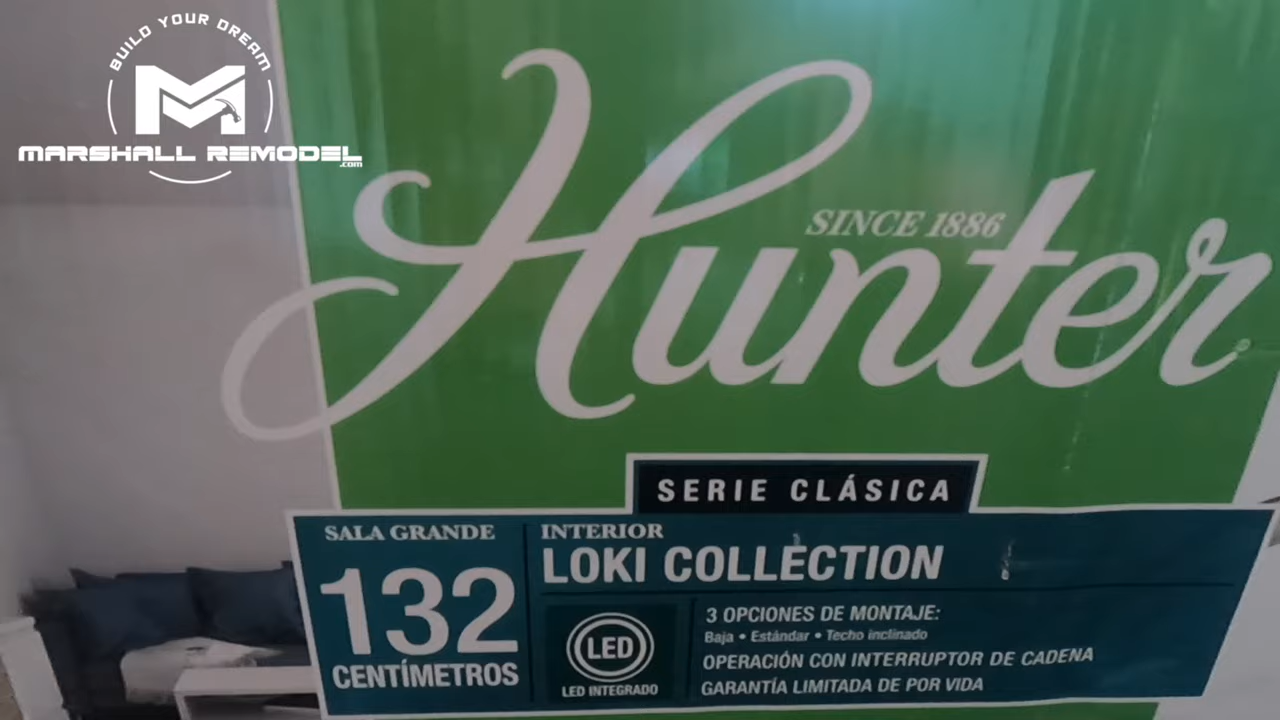 BUILD YOUR DREAM
M
MARSHALL REMODEL
.COM
Hunter
SINCE 1886
SERIE CLÁSICA
SALA GRANDE
132
CENTÍMETROS
INTERIOR
LOKI COLLECTION
LED
LED INTEGRADO
3 OPCIONES DE MONTAJE:
Baja • Estándar • Techo inclinado
OPERACIÓN CON INTERRUPTOR DE CADENA
GARANTÍA LIMITADA DE POR VIDA